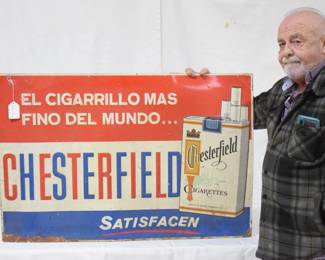 EL CIGARRILLO MAS
FINO DEL MUNDO...
CHESTERFIELD
Chesterfield
CIGARETTES
SATISFACEN